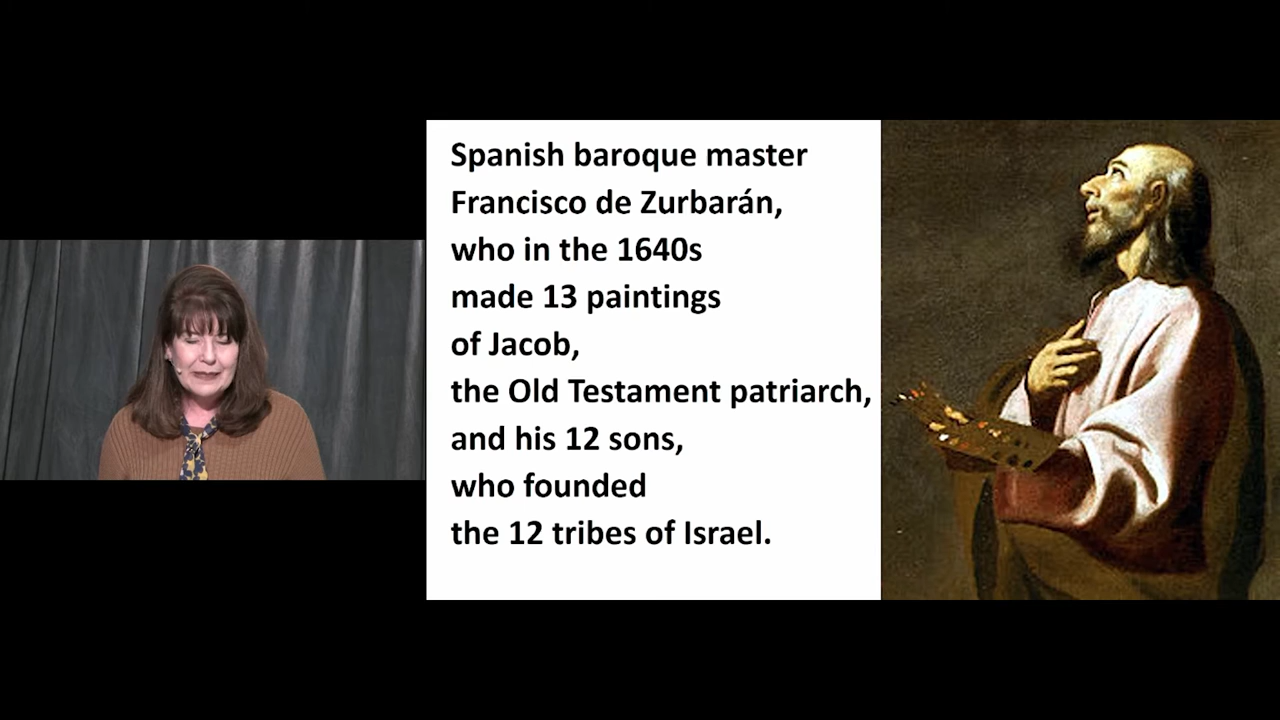 Spanish baroque master
Francisco de Zurbarán,
who in the 1640s
made 13 paintings
of Jacob,
the Old Testament patriarch,
and his 12 sons,
who founded
the 12 tribes of Israel.